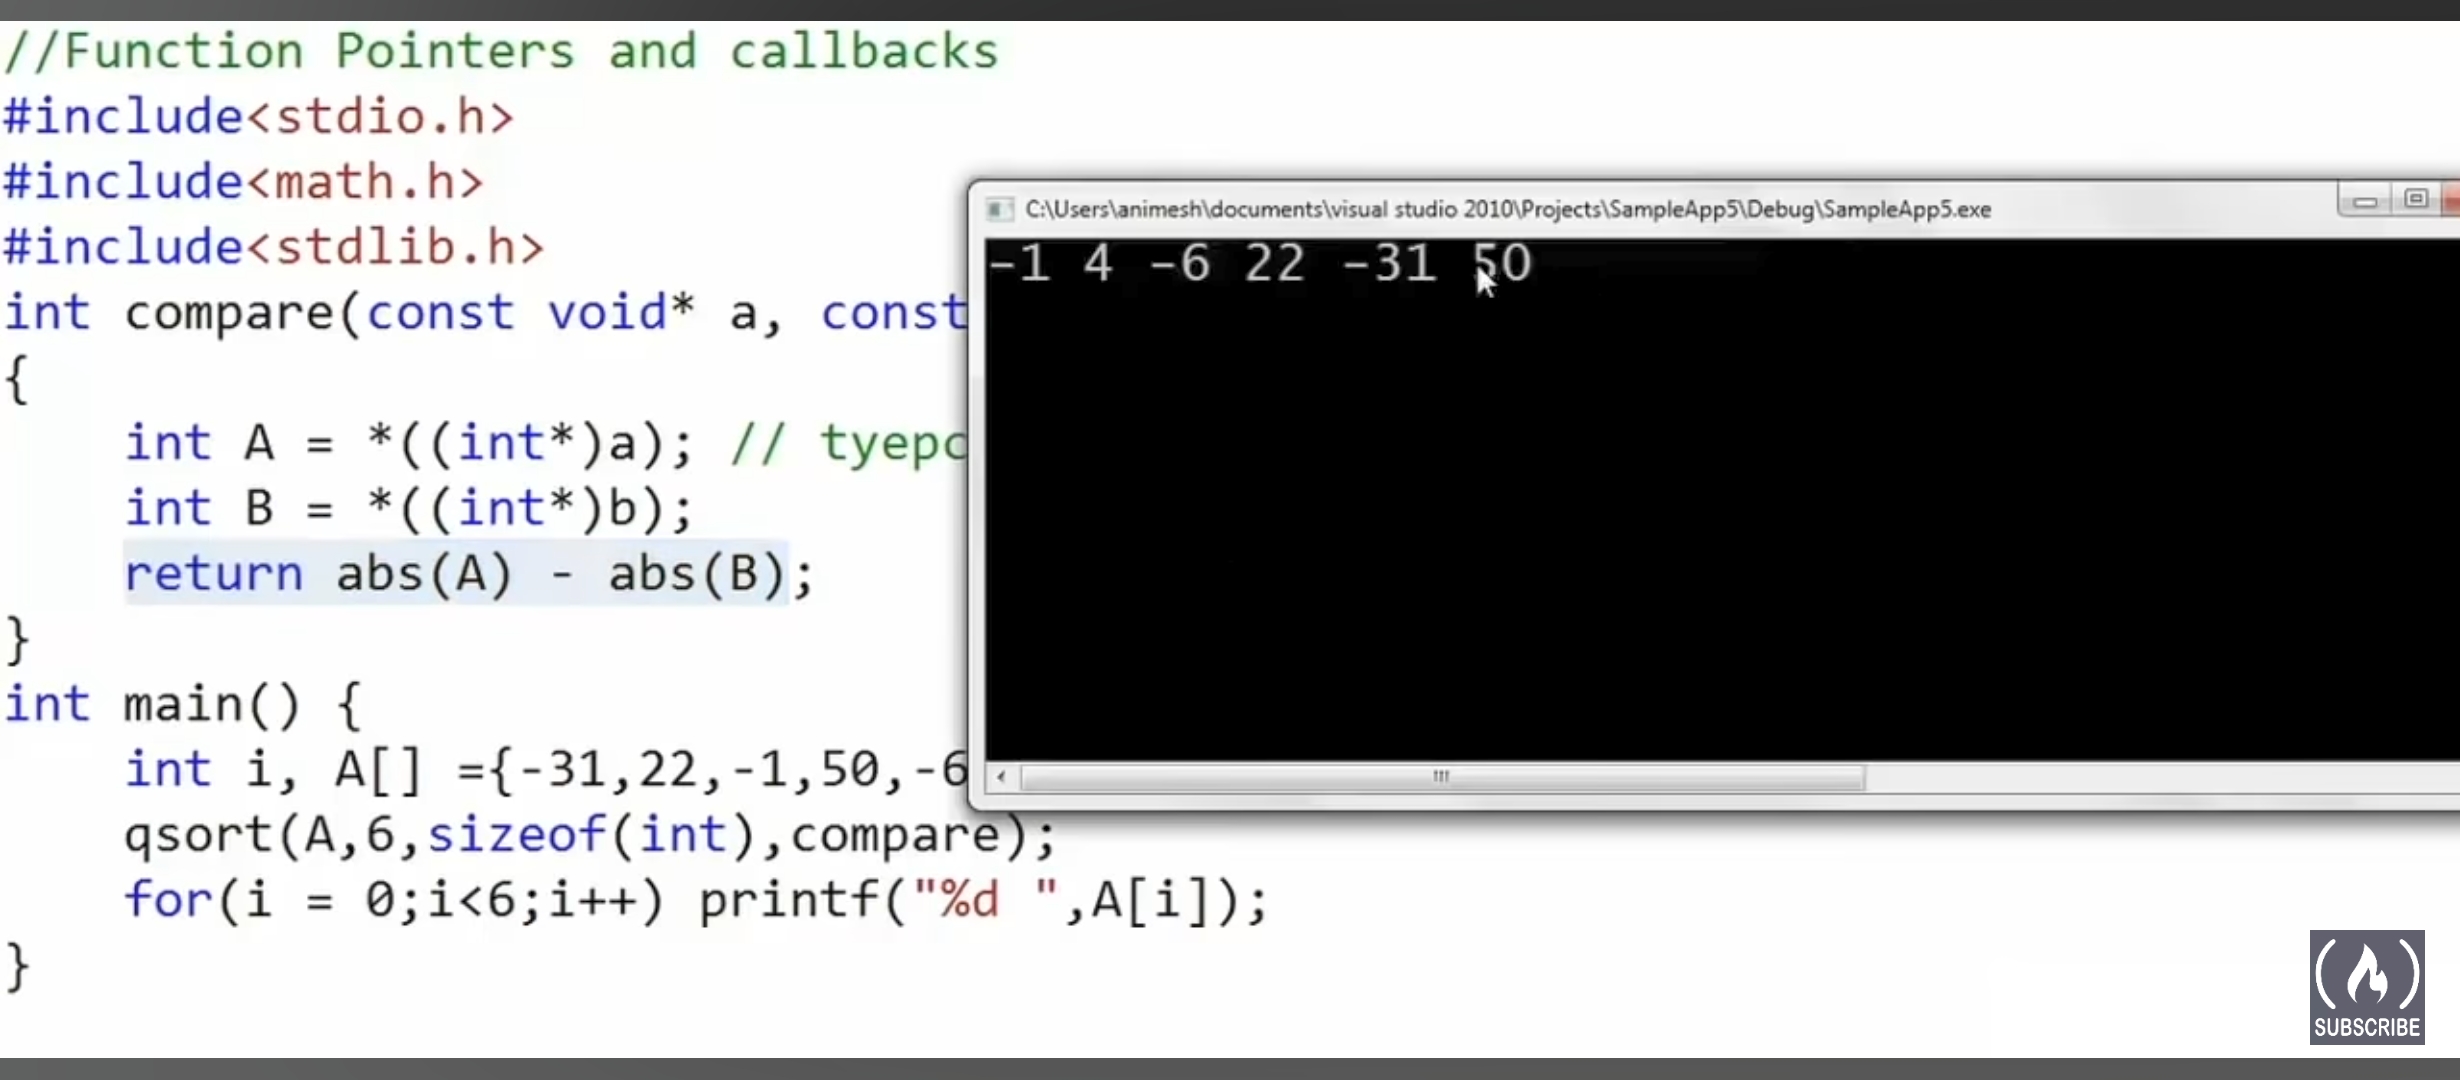 //Function Pointers and callbacks
#include<stdio.h>
#include<math.h>
#include<stdlib.h>
int compare(const void* a, const
{
int A = *((int*)a); // tyepc
int B = *((int*)b);
return abs(A) - abs(B);
}
int main() {
int i, A[] ={-31,22,-1,50,-6
qsort(A,6,sizeof(int),compare);
for(i = 0;i<6;i++) printf("%d ",A[i]);
}
C:\Users\animesh\documents\visual studio 2010\Projects\SampleApp5\Debug\SampleApp5.exe
-1 4 -6 22 -31 50
SUBSCRIBE